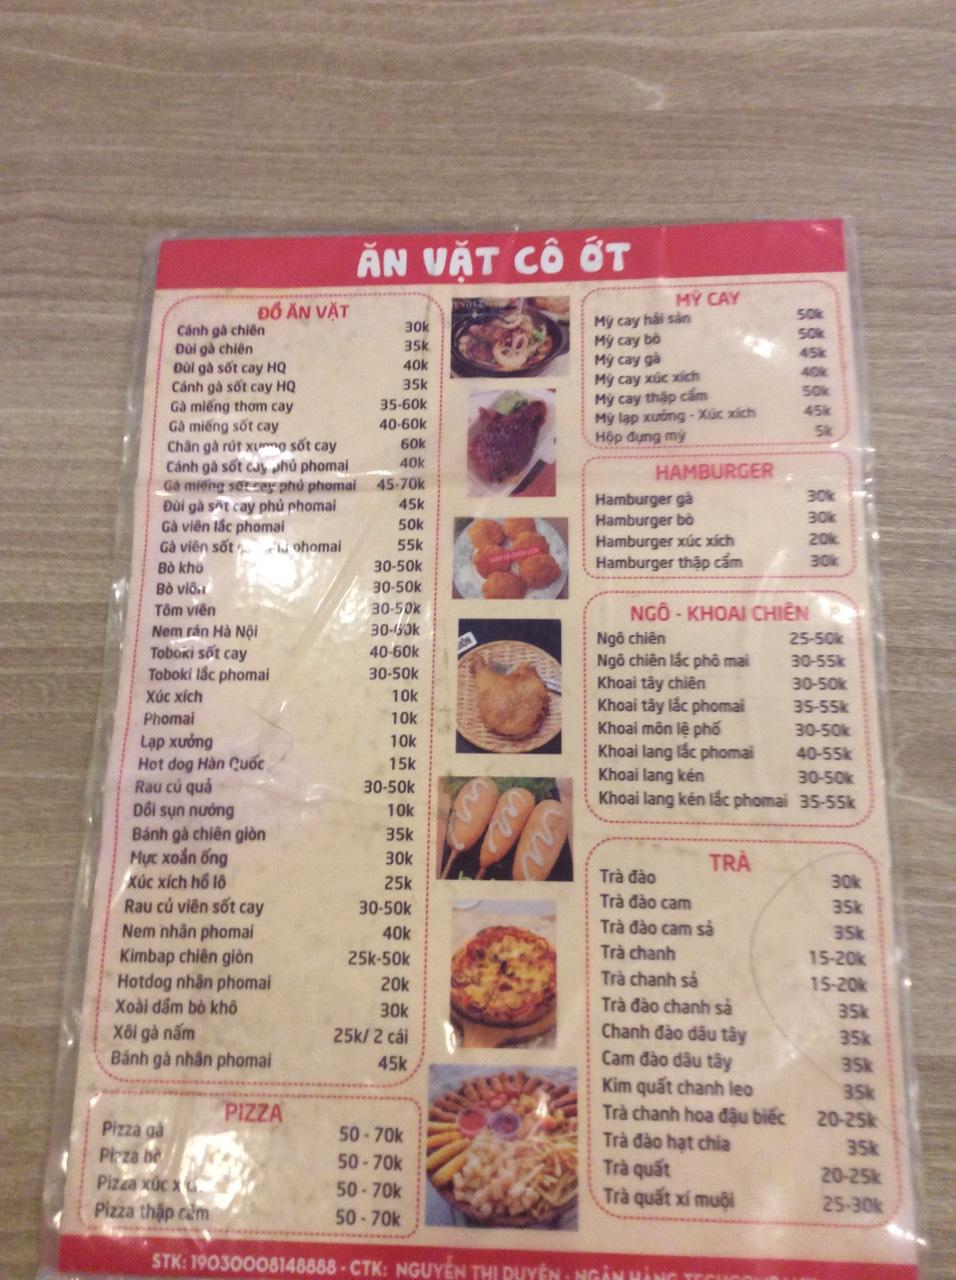 ĂN VẶT CÔ ỚT
ĐỒ ĂN VẶT
Cánh gà chiên 30k
Đùi gà chiên 35k
Đùi gà sốt cay HQ 40k
Cánh gà sốt cay HQ 35k
Gà miếng thơm cay 35-60k
Gà miếng sốt cay 40-60k
Chân gà rút xương sốt cay 60k
Cánh gà sốt cay phủ phomai 40k
Gà miếng sốt cay phủ phomai 45-70k
Đùi gà sốt cay phủ phomai 45k
Gà viên lắc phomai 50k
Gà viên sốt phủ phomai 55k
Bò khô 30-50k
Bò viên 30-50k
Tôm viên 30-50k
Nem rán Hà Nội 30-60k
Toboki sốt cay 40-60k
Toboki lắc phomai 30-50k
Xúc xích 10k
Phomai 10k
Lạp xưởng 10k
Hot dog Hàn Quốc 15k
Rau củ quả 30-50k
Dồi sụn nướng 10k
Bánh gà chiên giòn 35k
Mực xoắn ống 30k
Xúc xích hồ lô 25k
Rau củ viên sốt cay 30-50k
Nem nhân phomai 40k
Kimbap chiên giòn 25k-50k
Hotdog nhân phomai 20k
Xoài dầm bò khô 30k
Xôi gà nấm 25k/ 2 cái
Bánh gà nhân phomai 45k
PIZZA
Pizza gà 50 - 70k
Pizza bò 50 - 70k
Pizza xúc xích 50 - 70k
Pizza thập cẩm 50 - 70k
MỲ CAY
Mỳ cay hải sản 50k
Mỳ cay bò 50k
Mỳ cay gà 45k
Mỳ cay xúc xích 40k
Mỳ cay thập cẩm 50k
Mỳ lạp xưởng - Xúc xích 45k
Hộp đựng mỳ 5k
HAMBURGER
Hamburger gà 30k
Hamburger bò 30k
Hamburger xúc xích 20k
Hamburger thập cẩm 30k
NGÔ - KHOAI CHIÊN
Ngô chiên 25-50k
Ngô chiên lắc phô mai 30-55k
Khoai tây chiên 30-50k
Khoai tây lắc phomai 35-55k
Khoai môn lệ phố 30-50k
Khoai lang lắc phomai 40-55k
Khoai lang kén 30-50k
Khoai lang kén lắc phomai 35-55k
TRÀ
Trà đào 30k
Trà đào cam 35k
Trà đào cam sả 35k
Trà chanh 15-20k
Trà chanh sả 15-20k
Trà đào chanh sả 35k
Chanh đào dâu tây 35k
Cam đào dâu tây 35k
Kim quất chanh leo 35k
Trà chanh hoa đậu biếc 20-25k
Trà đào hạt chia 35k
Trà quất 20-25k
Trà quất xí muội 25-30k
STK: 19030008148888 - CTK: NGUYỄN THỊ DUYÊN - NGÂN HÀNG